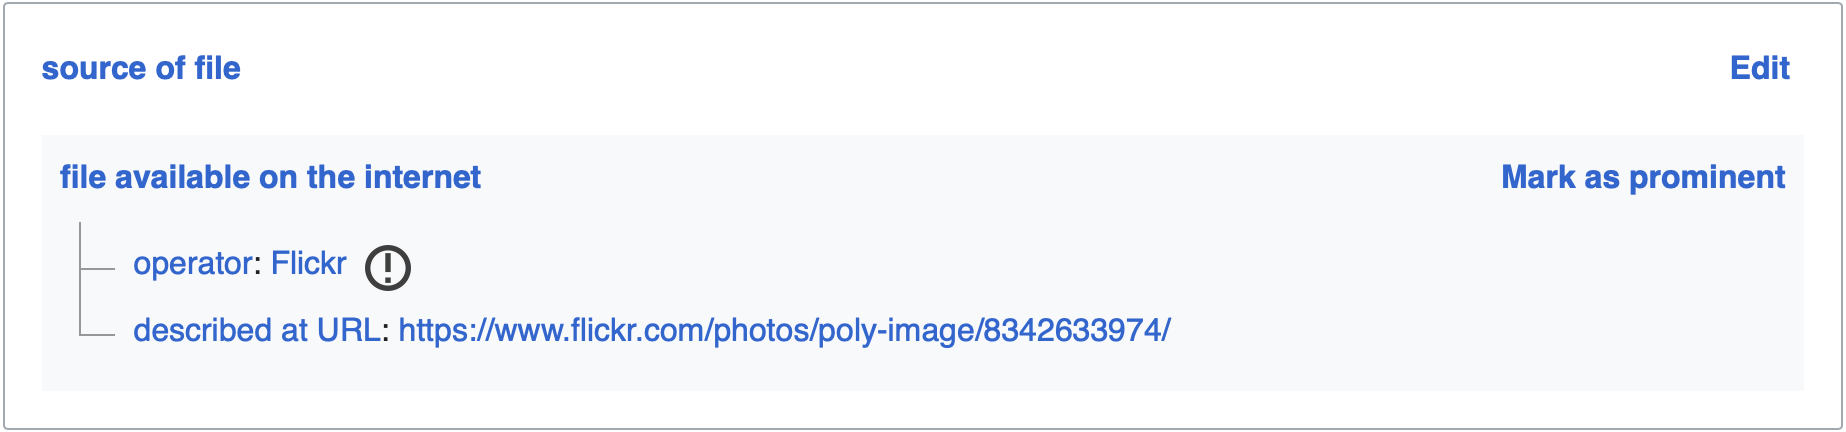 source of file Edit
file available on the internet Mark as prominent
operator: Flickr
described at URL: https://www.flickr.com/photos/poly-image/8342633974/